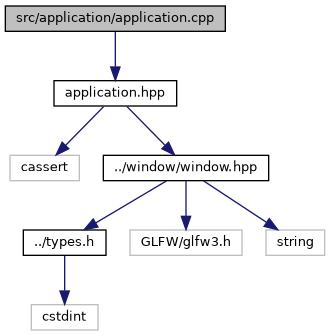 src/application/application.cpp
application.hpp
cassert
../window/window.hpp
../types.h
GLFW/glfw3.h
string
cstdint